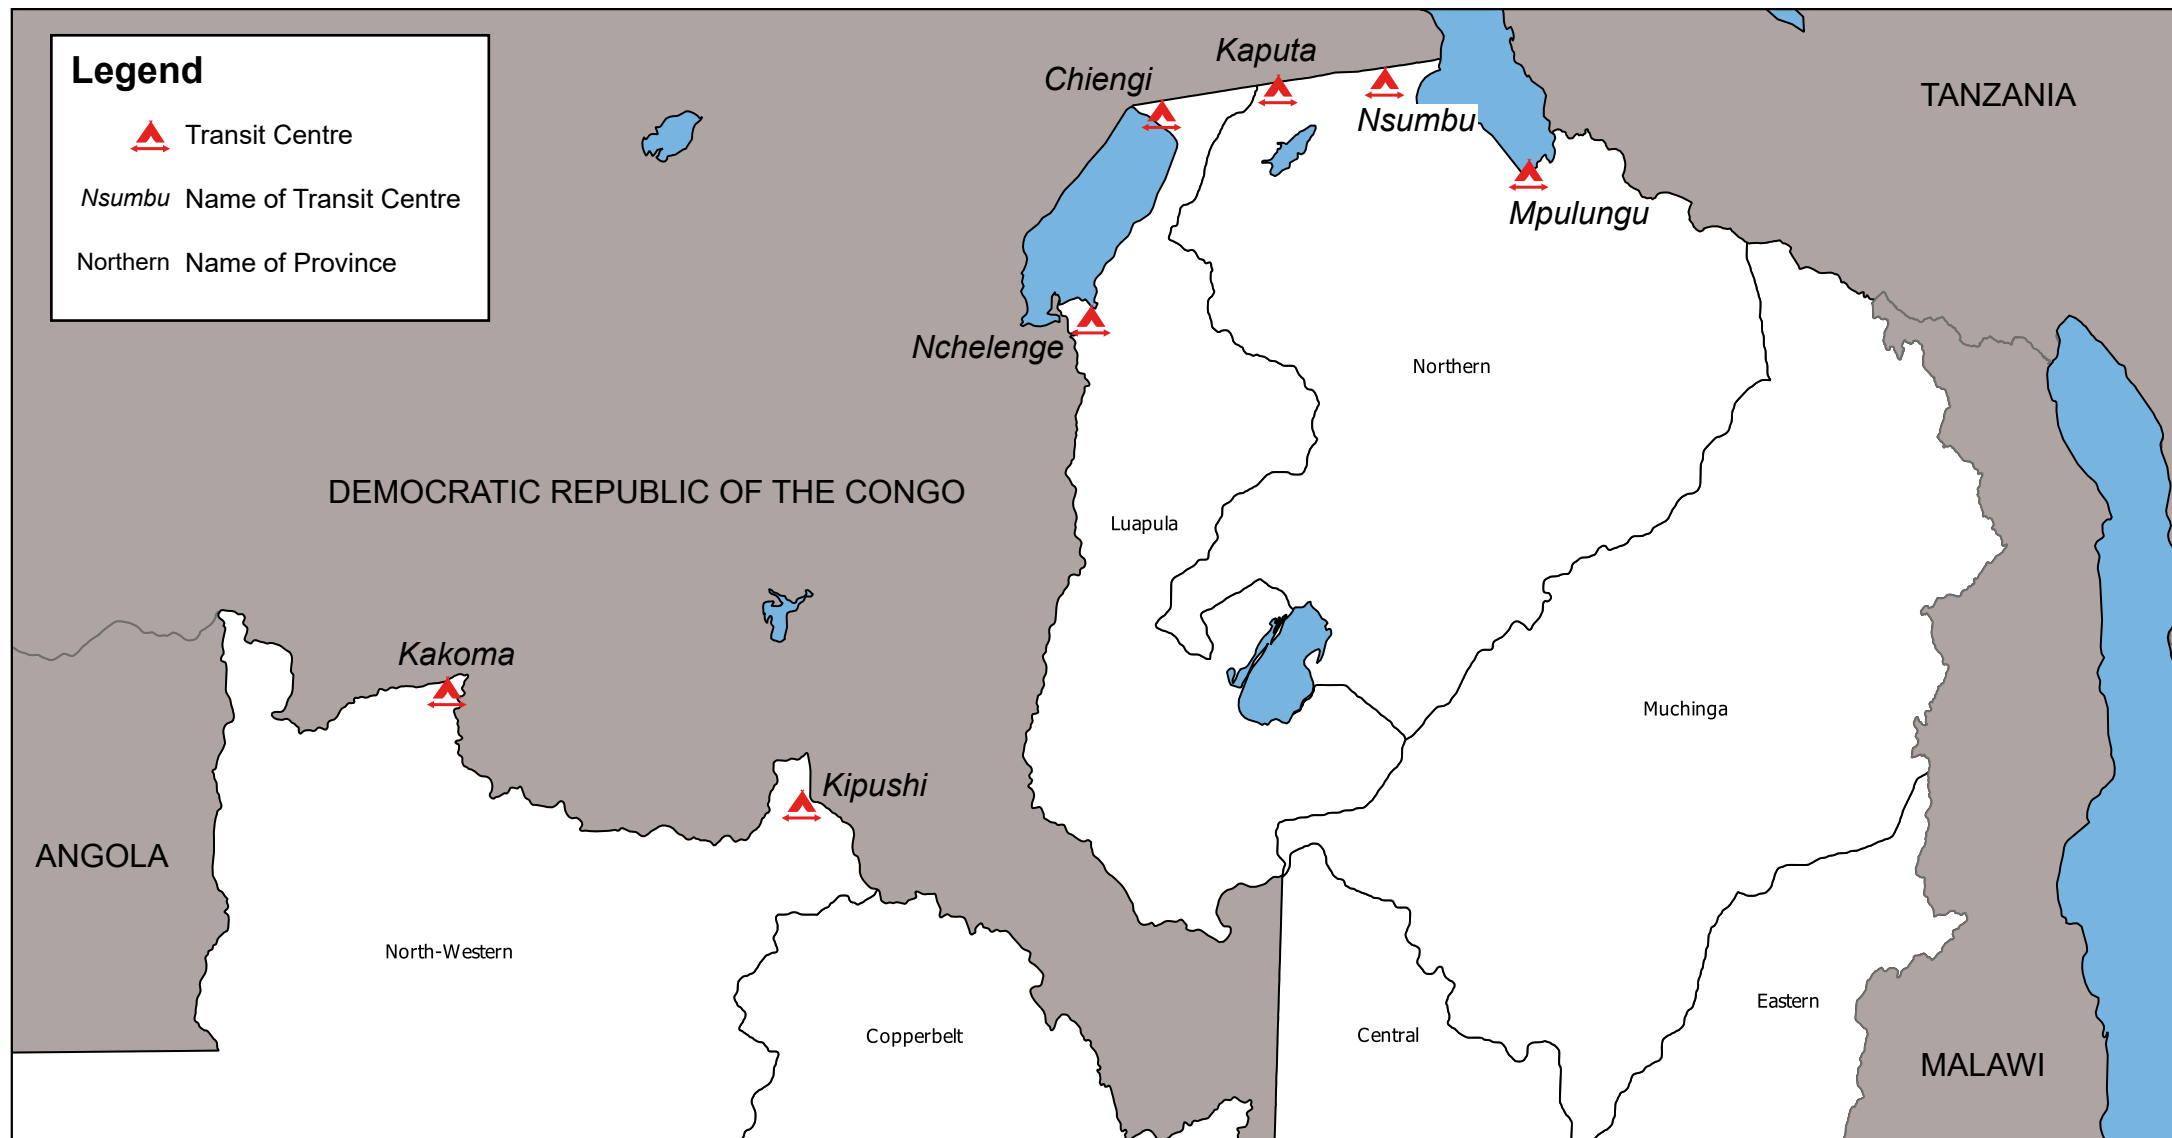 Legend
Transit Centre
Nsumbu Name of Transit Centre
Northern Name of Province
Kaputa
Chiengi
TANZANIA
Nsumbu
Mpulungu
Nchelenge
Northern
DEMOCRATIC REPUBLIC OF THE CONGO
Luapula
Kakoma
Muchinga
Kipushi
ANGOLA
North-Western
Eastern
Copperbelt
Central
MALAWI